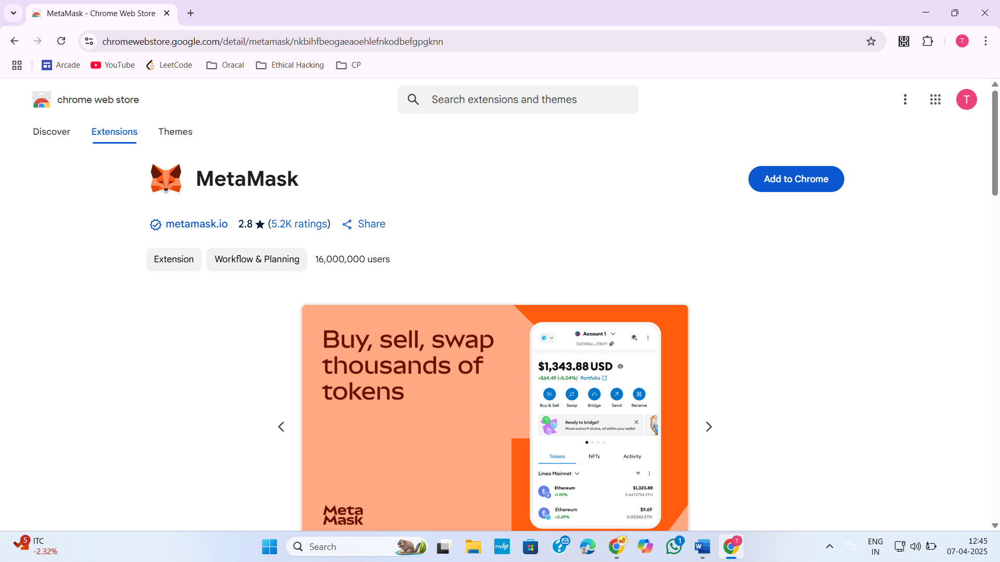 MetaMask - Chrome Web Store
chromewebstore.google.com/detail/metamask/nkbihfbeogaeaoehlefnkodbefgpgknn
T
Arcade
YouTube
LeetCode
Oracal
Ethical Hacking
CP
chrome web store
Search extensions and themes
T
Discover
Extensions
Themes
MetaMask
Add to Chrome
metamask.io
2.8 ★ (5.2K ratings)
Share
Extension
Workflow & Planning
16,000,000 users
Buy, sell, swap
thousands of
tokens
Meta
Mask
Account 1
0xE94bc...93bF1
$1,343.88 USD
+$64.49 (+5.04%) Portfolio
Buy & Sell
Swap
Bridge
Send
Receive
Ready to bridge?
Move across 9 chains, all within your wallet
Tokens
NFTs
Activity
Linea Mainnet
Ethereum
$1,323.88
+1.90%
0.4672754 ETH
Ethereum
$9.69
+2.69%
0.00342 ETH
5
ITC
-2.32%
Search
myhp
1
W
T
ENG
IN
12:45
07-04-2025